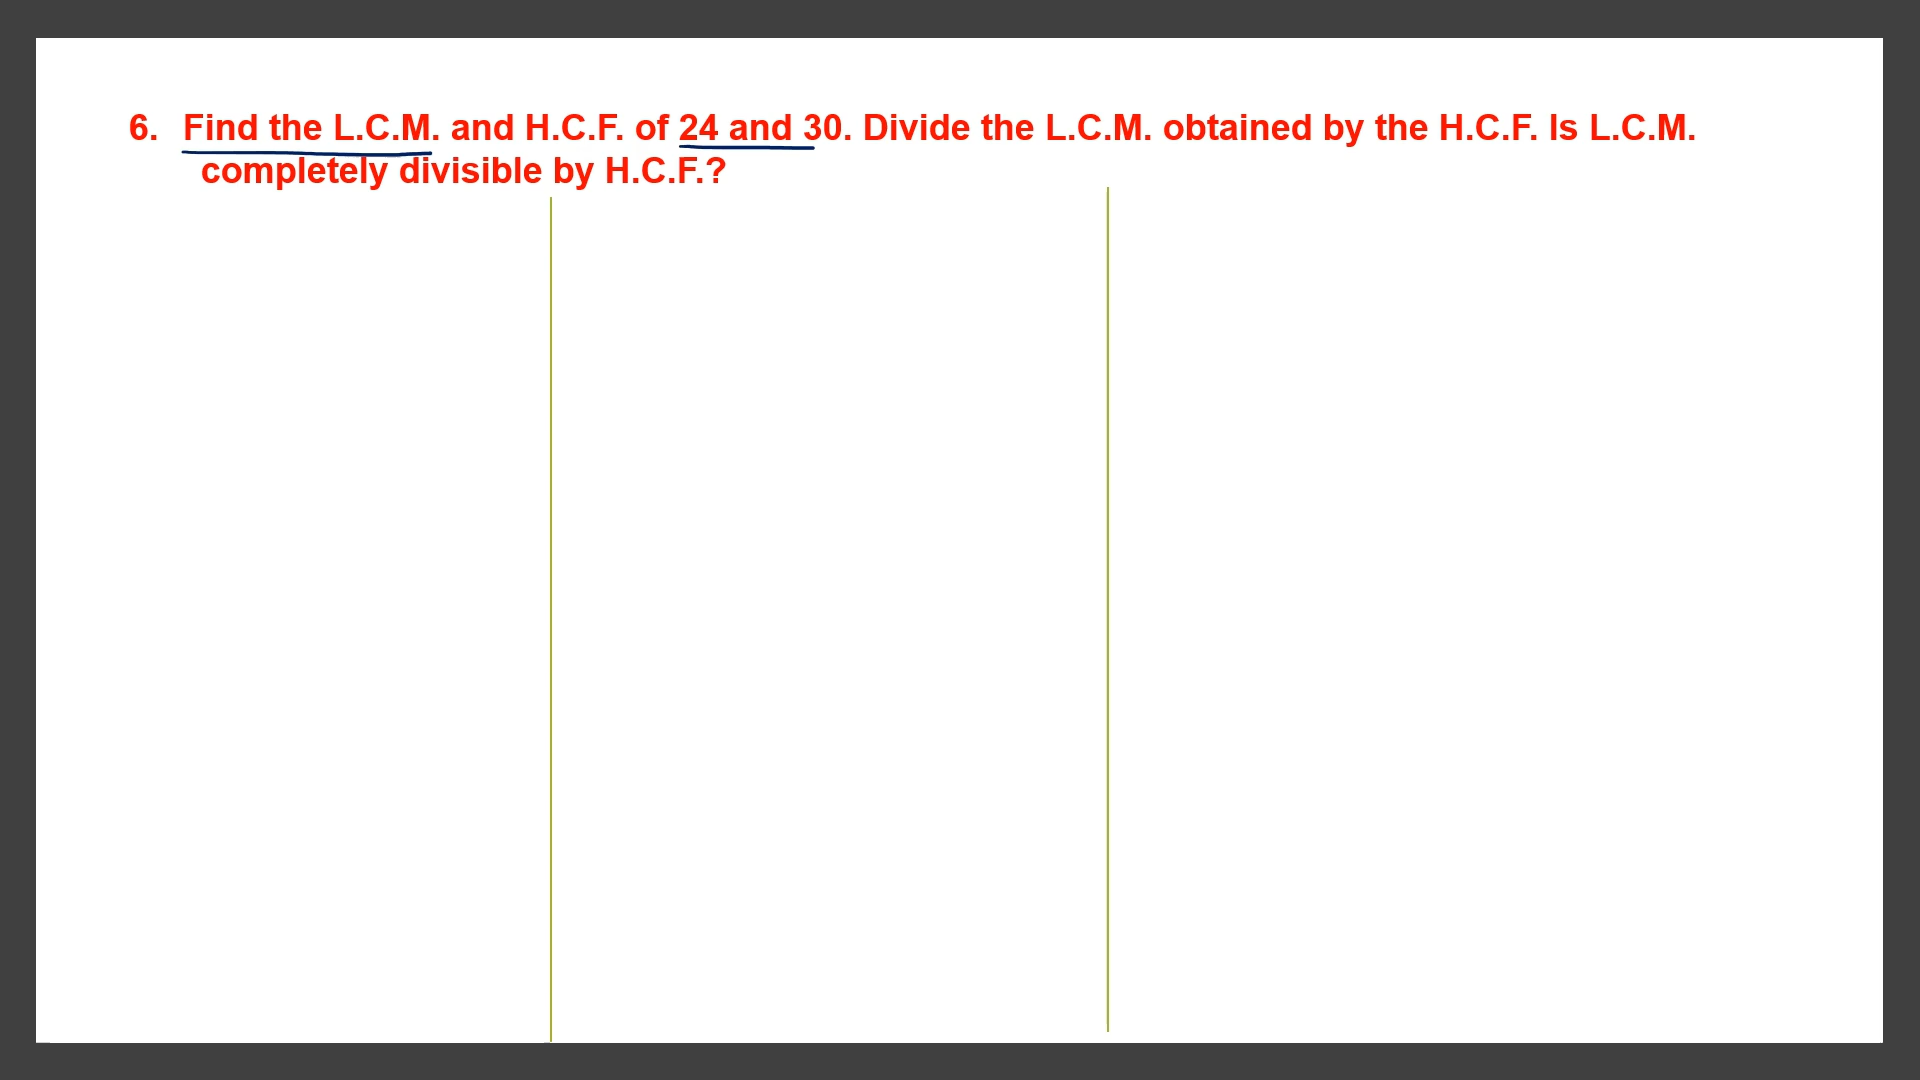 6. Find the L.C.M. and H.C.F. of 24 and 30. Divide the L.C.M. obtained by the H.C.F. Is L.C.M.
completely divisible by H.C.F.?